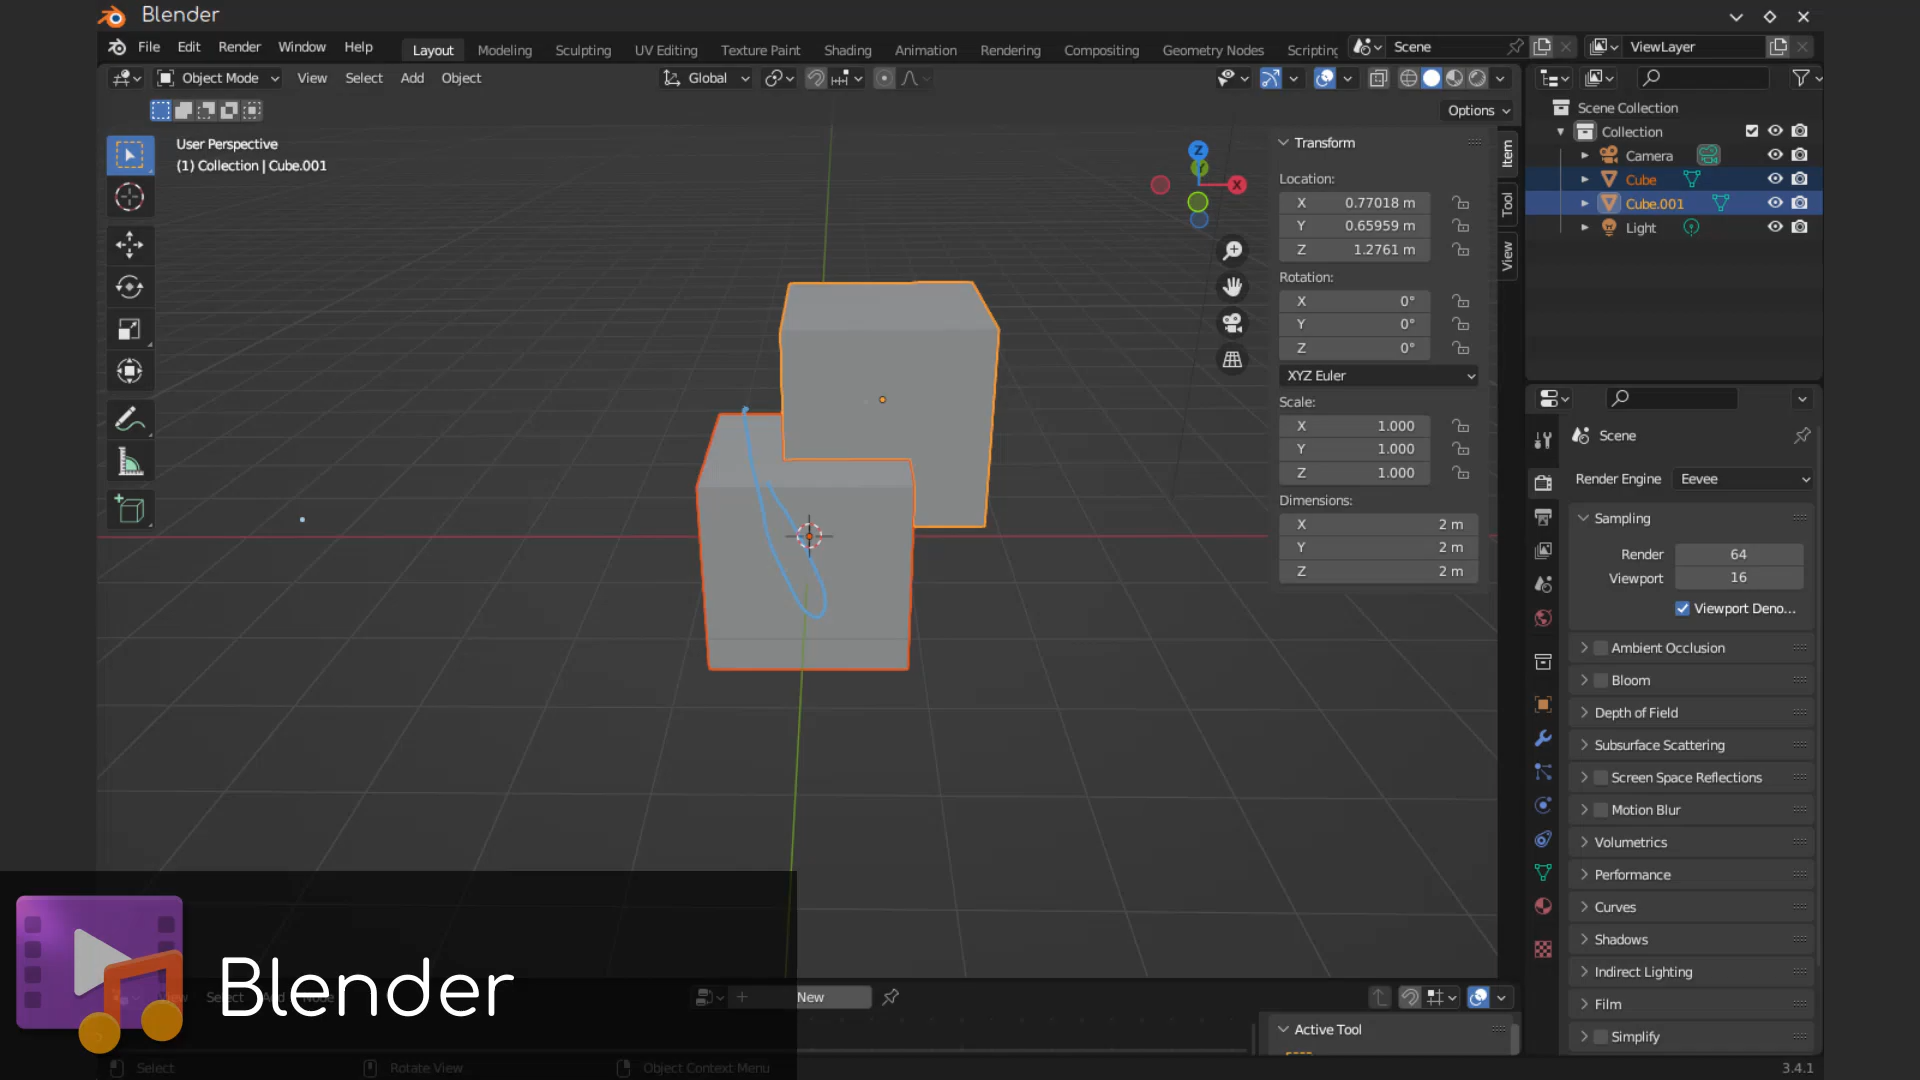 Blender
File Edit Render Window Help
Layout Modeling Sculpting UV Editing Texture Paint Shading Animation Rendering Compositing Geometry Nodes Scripting
Scene
ViewLayer
Object Mode View Select Add Object
Global
Options
User Perspective
(1) Collection | Cube.001
Z
Y
X
Transform
Location:
X 0.77018 m
Y 0.65959 m
Z 1.2761 m
Rotation:
X 0°
Y 0°
Z 0°
XYZ Euler
Scale:
X 1.000
Y 1.000
Z 1.000
Dimensions:
X 2 m
Y 2 m
Z 2 m
Item
Tool
View
Scene Collection
Collection
Camera
Cube
Cube.001
Light
Scene
Render Engine Eevee
Sampling
Render 64
Viewport 16
Viewport Deno...
Ambient Occlusion
Bloom
Depth of Field
Subsurface Scattering
Screen Space Reflections
Motion Blur
Volumetrics
Performance
Curves
Shadows
Indirect Lighting
Film
Simplify
View Select Add Node
New
Active Tool
Blender
Select Rotate View Object Context Menu
3.4.1